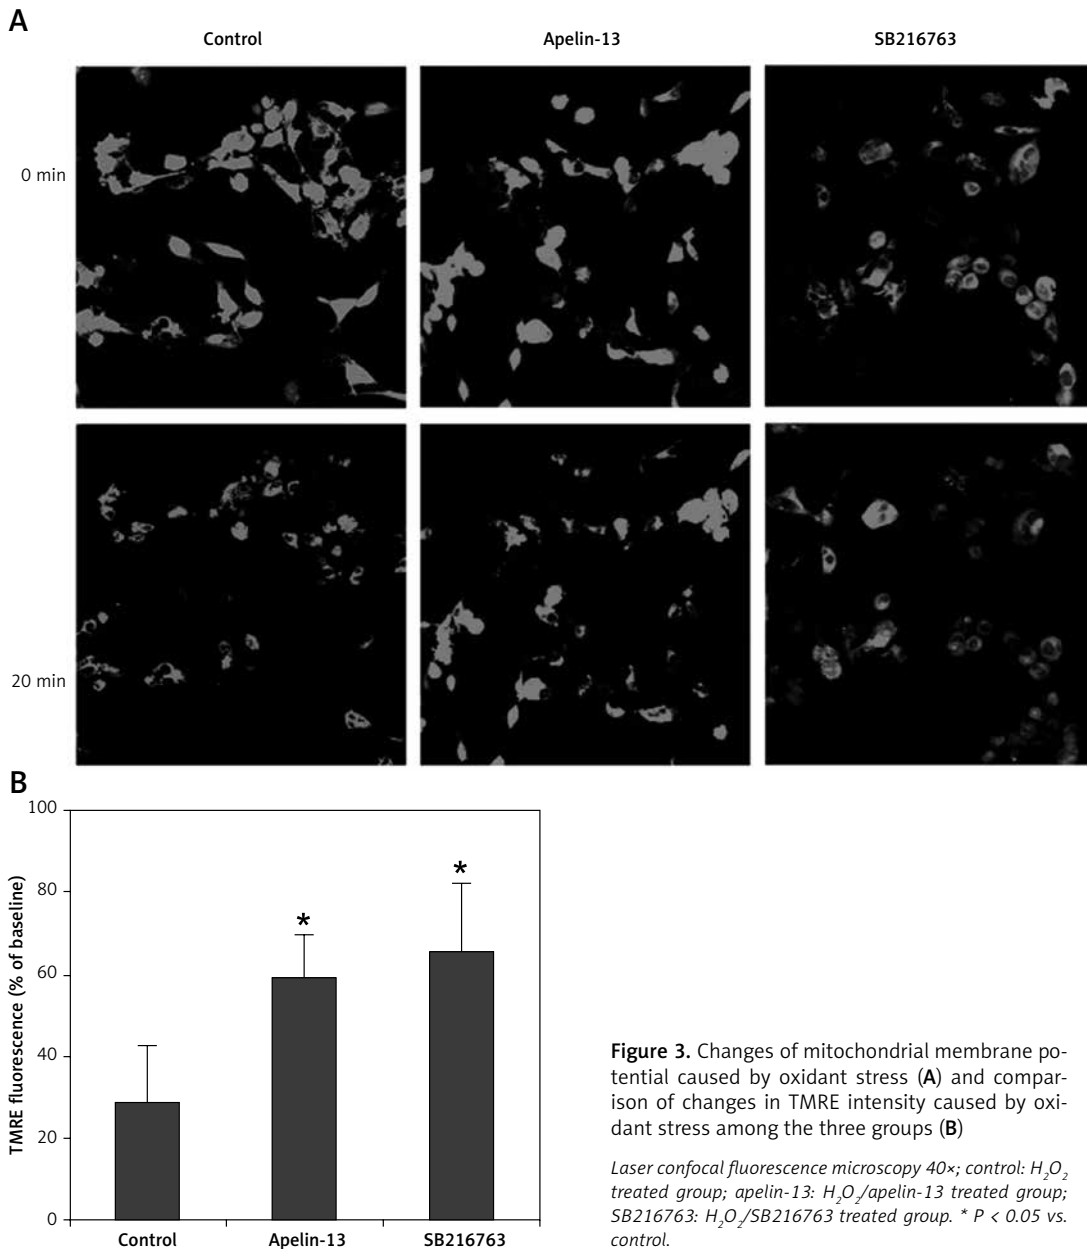 A
Control Apelin-13 SB216763
0 min
20 min
B
100
80
60
40
20
0
TMRE fluorescence (% of baseline)
*
*
Control Apelin-13 SB216763
Figure 3. Changes of mitochondrial membrane po-
tential caused by oxidant stress (A) and compar-
ison of changes in TMRE intensity caused by oxi-
dant stress among the three groups (B)
Laser confocal fluorescence microscopy 40×; control: H₂O₂
treated group; apelin-13: H₂O₂/apelin-13 treated group;
SB216763: H₂O₂/SB216763 treated group. * P < 0.05 vs.
control.